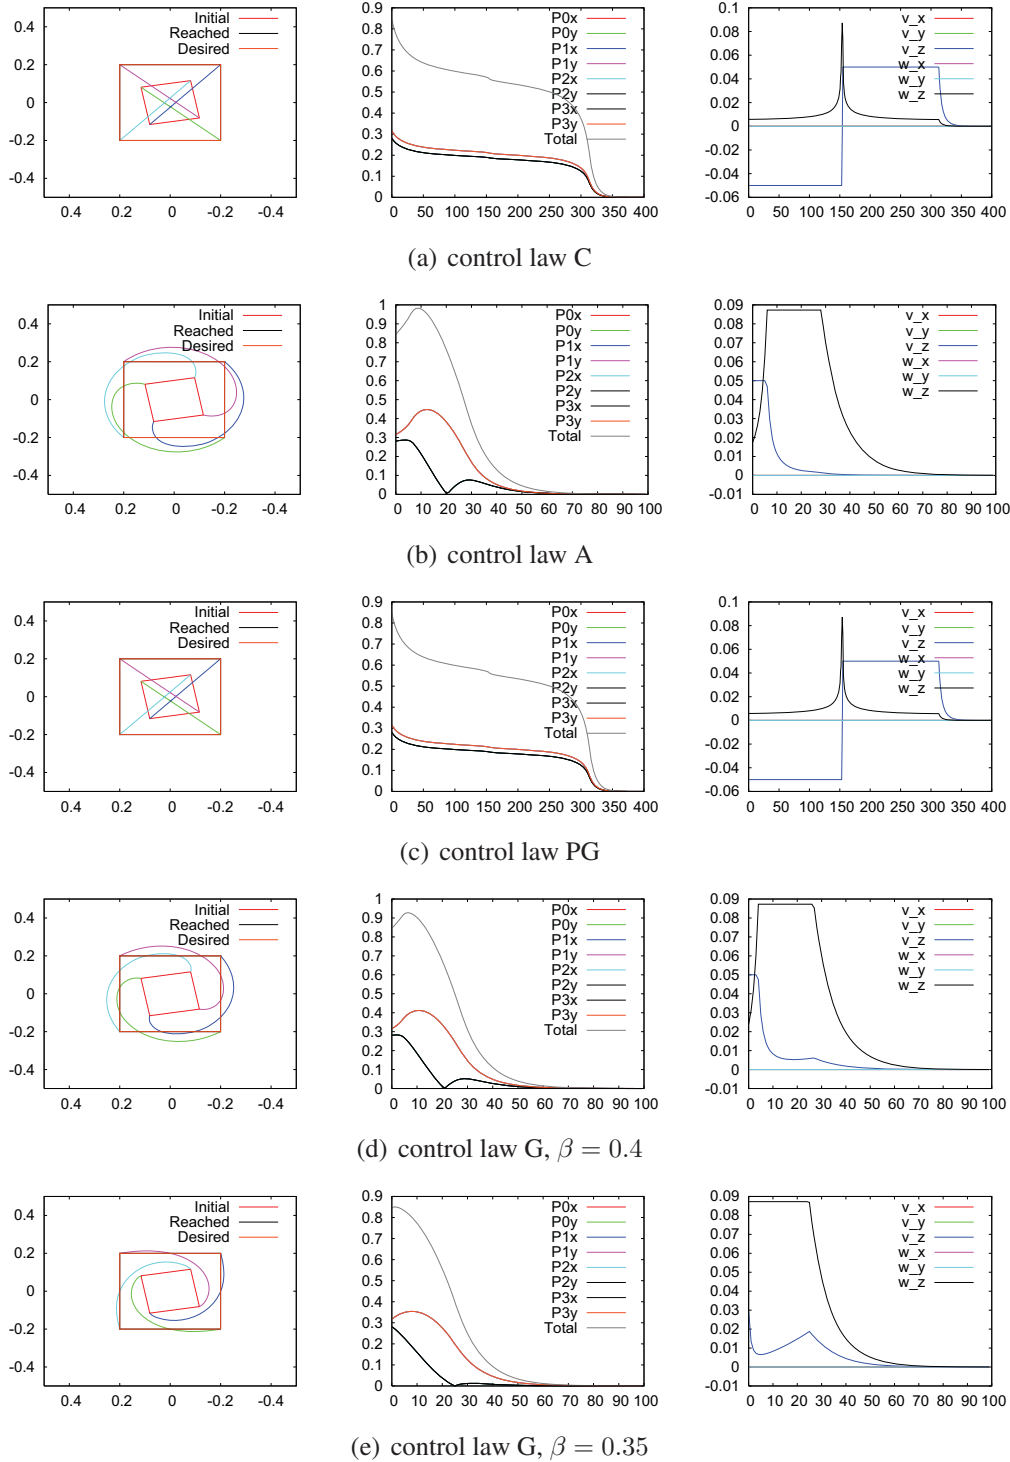 0.4
0.2
0
-0.2
-0.4
0.4 0.2 0 -0.2 -0.4
Initial
Reached
Desired
0.9
0.8
0.7
0.6
0.5
0.4
0.3
0.2
0.1
0
0 50 100 150 200 250 300 350 400
P0x
P0y
P1x
P1y
P2x
P2y
P3x
P3y
Total
0.1
0.08
0.06
0.04
0.02
0
-0.02
-0.04
-0.06
0 50 100 150 200 250 300 350 400
v_x
v_y
v_z
w_x
w_y
w_z
(a) control law C
0.4
0.2
0
-0.2
-0.4
0.4 0.2 0 -0.2 -0.4
Initial
Reached
Desired
1
0.9
0.8
0.7
0.6
0.5
0.4
0.3
0.2
0.1
0
0 10 20 30 40 50 60 70 80 90 100
P0x
P0y
P1x
P1y
P2x
P2y
P3x
P3y
Total
0.09
0.08
0.07
0.06
0.05
0.04
0.03
0.02
0.01
0
-0.01
0 10 20 30 40 50 60 70 80 90 100
v_x
v_y
v_z
w_x
w_y
w_z
(b) control law A
0.4
0.2
0
-0.2
-0.4
0.4 0.2 0 -0.2 -0.4
Initial
Reached
Desired
0.9
0.8
0.7
0.6
0.5
0.4
0.3
0.2
0.1
0
0 50 100 150 200 250 300 350 400
P0x
P0y
P1x
P1y
P2x
P2y
P3x
P3y
Total
0.1
0.08
0.06
0.04
0.02
0
-0.02
-0.04
-0.06
0 50 100 150 200 250 300 350 400
v_x
v_y
v_z
w_x
w_y
w_z
(c) control law PG
0.4
0.2
0
-0.2
-0.4
0.4 0.2 0 -0.2 -0.4
Initial
Reached
Desired
1
0.9
0.8
0.7
0.6
0.5
0.4
0.3
0.2
0.1
0
0 10 20 30 40 50 60 70 80 90 100
P0x
P0y
P1x
P1y
P2x
P2y
P3x
P3y
Total
0.09
0.08
0.07
0.06
0.05
0.04
0.03
0.02
0.01
0
-0.01
0 10 20 30 40 50 60 70 80 90 100
v_x
v_y
v_z
w_x
w_y
w_z
(d) control law G, β = 0.4
0.4
0.2
0
-0.2
-0.4
0.4 0.2 0 -0.2 -0.4
Initial
Reached
Desired
0.9
0.8
0.7
0.6
0.5
0.4
0.3
0.2
0.1
0
0 10 20 30 40 50 60 70 80 90 100
P0x
P0y
P1x
P1y
P2x
P2y
P3x
P3y
Total
0.09
0.08
0.07
0.06
0.05
0.04
0.03
0.02
0.01
0
-0.01
0 10 20 30 40 50 60 70 80 90 100
v_x
v_y
v_z
w_x
w_y
w_z
(e) control law G, β = 0.35